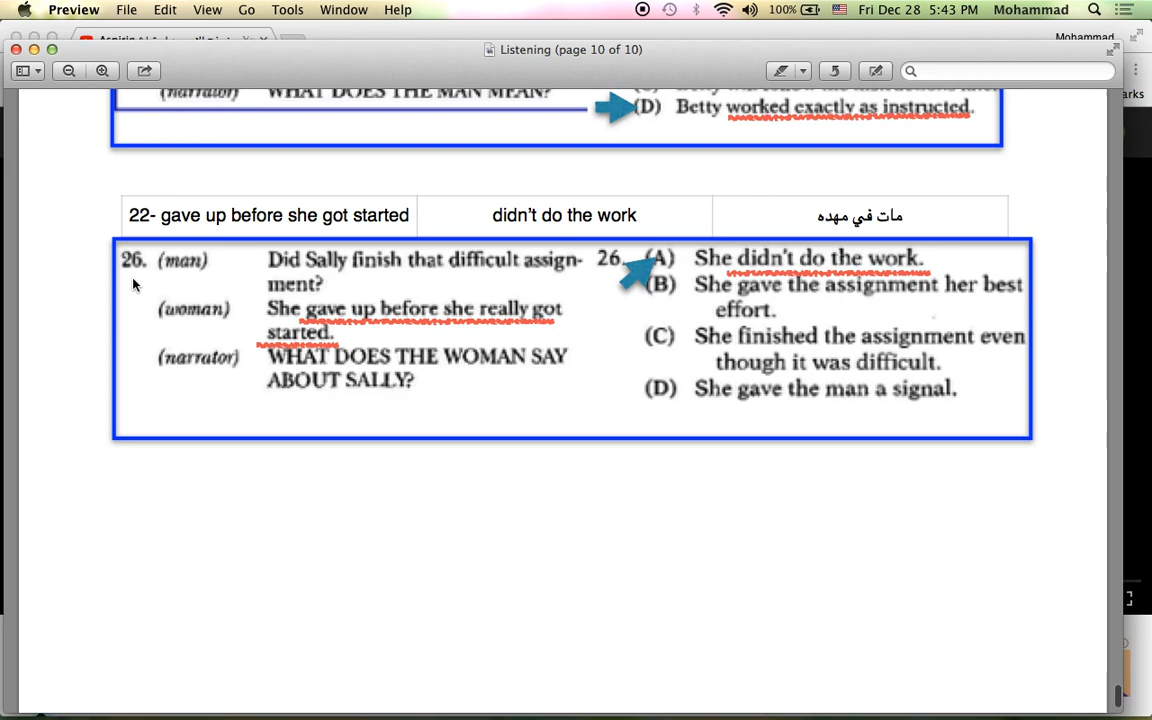 Preview File Edit View Go Tools Window Help 100% Fri Dec 28 5:43 PM Mohammad
Mohammad
Listening (page 10 of 10)
(narrator) WHAT DOES THE MAN MEAN?
(D) Betty worked exactly as instructed.
22- gave up before she got started didn't do the work مات في مهده
26. (man) Did Sally finish that difficult assign-
ment?
(woman) She gave up before she really got
started.
(narrator) WHAT DOES THE WOMAN SAY
ABOUT SALLY?
26. (A) She didn't do the work.
(B) She gave the assignment her best
effort.
(C) She finished the assignment even
though it was difficult.
(D) She gave the man a signal.